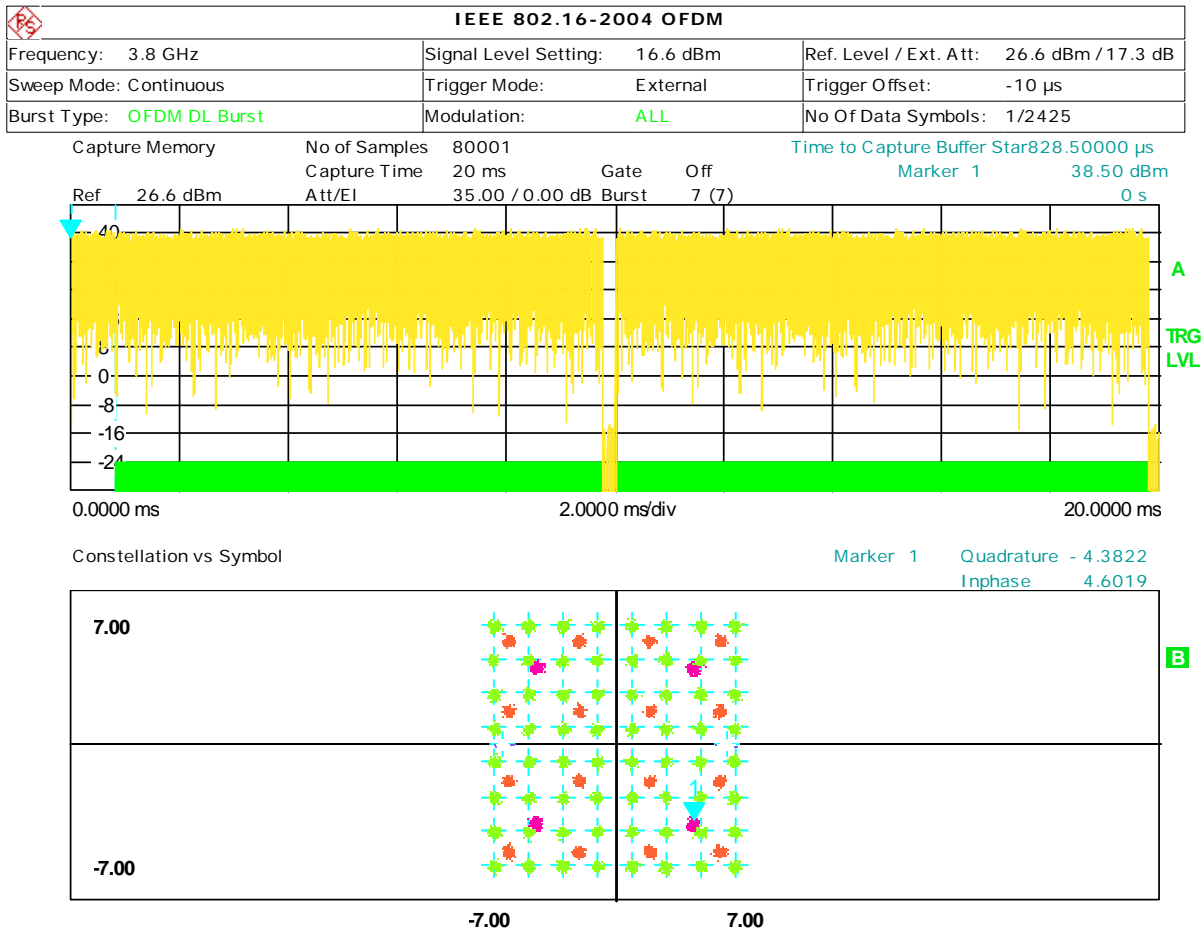 IEEE 802.16-2004 OFDM
Frequency: 3.8 GHz Signal Level Setting: 16.6 dBm Ref. Level / Ext. Att: 26.6 dBm / 17.3 dB
Sweep Mode: Continuous Trigger Mode: External Trigger Offset: -10 µs
Burst Type: OFDM DL Burst Modulation: ALL No Of Data Symbols: 1/2425
Capture Memory No of Samples 80001 Time to Capture Buffer Star828.50000 µs
Capture Time 20 ms Gate Off Marker 1 38.50 dBm
Ref 26.6 dBm Att/El 35.00 / 0.00 dB Burst 7 (7) 0 s
40
A
TRG
LVL
8
0
-8
-16
-24
0.0000 ms 2.0000 ms/div 20.0000 ms
Constellation vs Symbol Marker 1 Quadrature - 4.3822
Inphase 4.6019
7.00
B
1
-7.00
-7.00 7.00